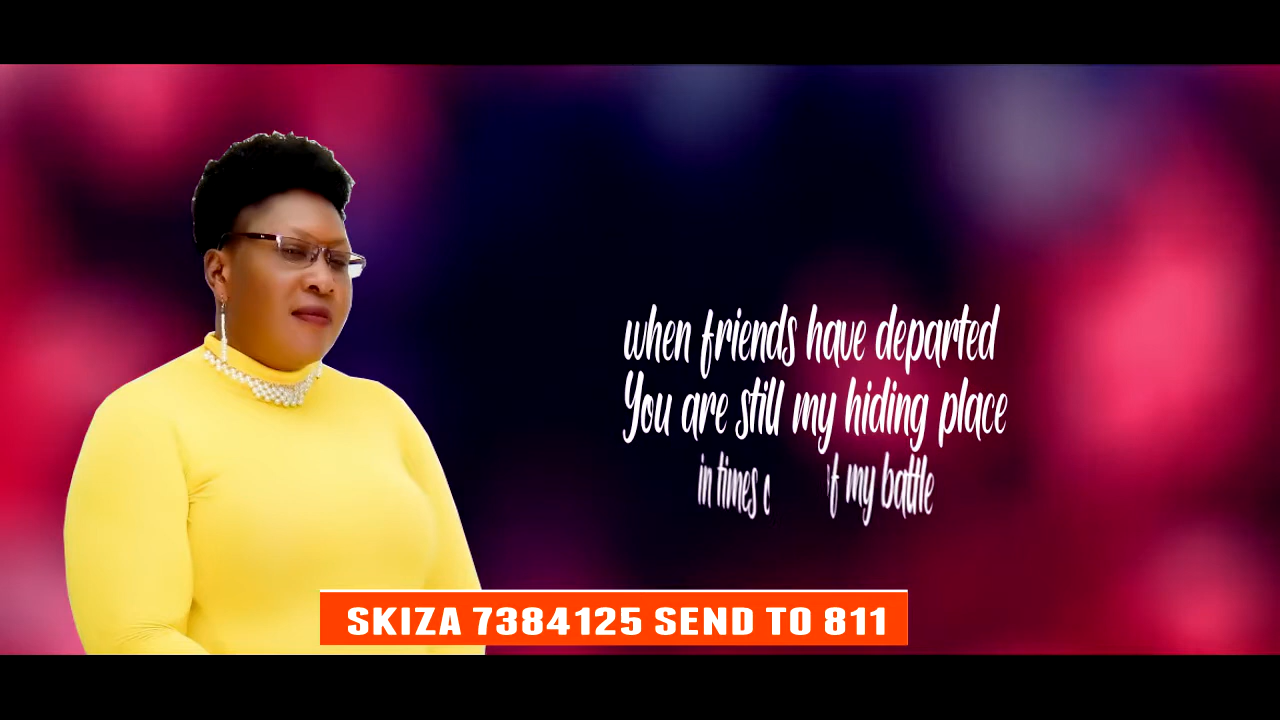 when friends have departed
You are still my hiding place
in times of my battle
SKIZA 7384125 SEND TO 811